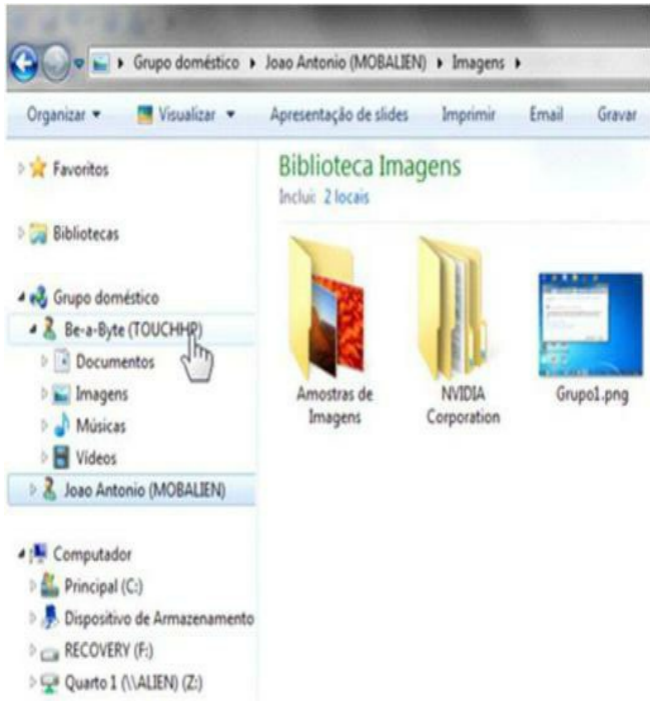 Grupo doméstico Joao Antonio (MOBALIEN) Imagens
Organizar Visualizar Apresentação de slides Imprimir Email Gravar
Favoritos
Bibliotecas
Grupo doméstico
Be-a-Byte (TOUCHHP)
Documentos
Imagens
Músicas
Vídeos
Joao Antonio (MOBALIEN)
Computador
Principal (C:)
Dispositivo de Armazenamento
RECOVERY (F:)
Quarto 1 (\\ALIEN) (Z:)
Biblioteca Imagens
Inclui: 2 locais
Amostras de
Imagens
NVIDIA
Corporation
Grupo1.png